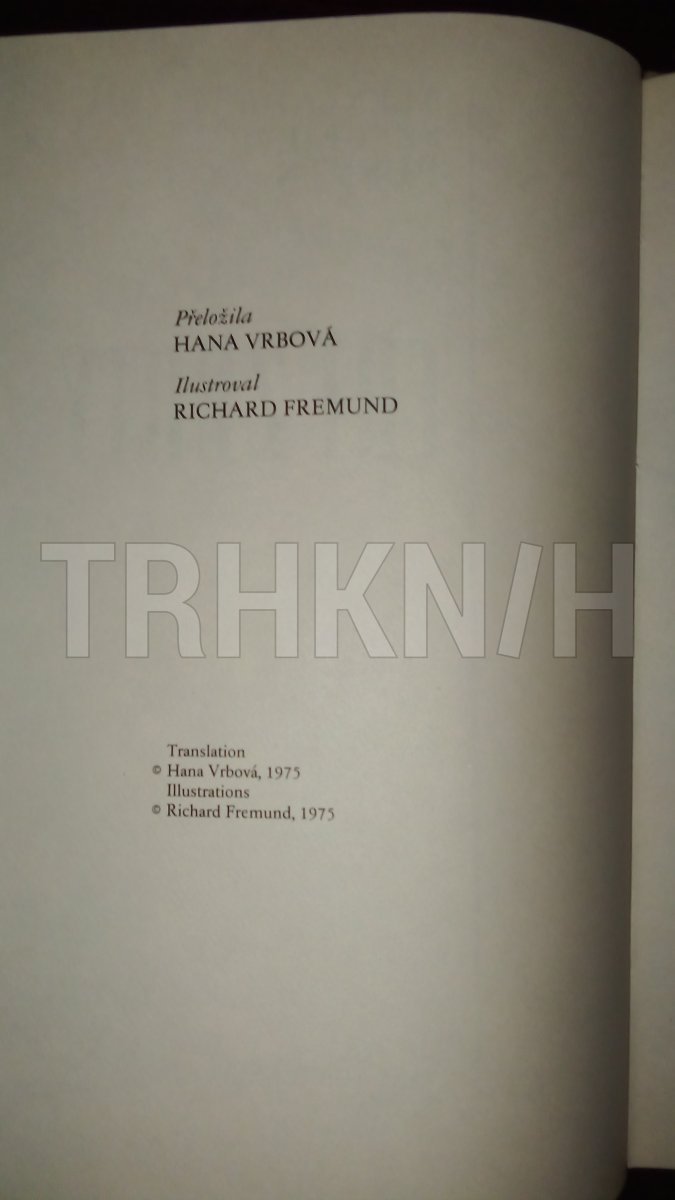 Přeložila
HANA VRBOVÁ
Ilustroval
RICHARD FREMUND
TRHKNIH
Translation
© Hana Vrbová, 1975
Illustrations
© Richard Fremund, 1975